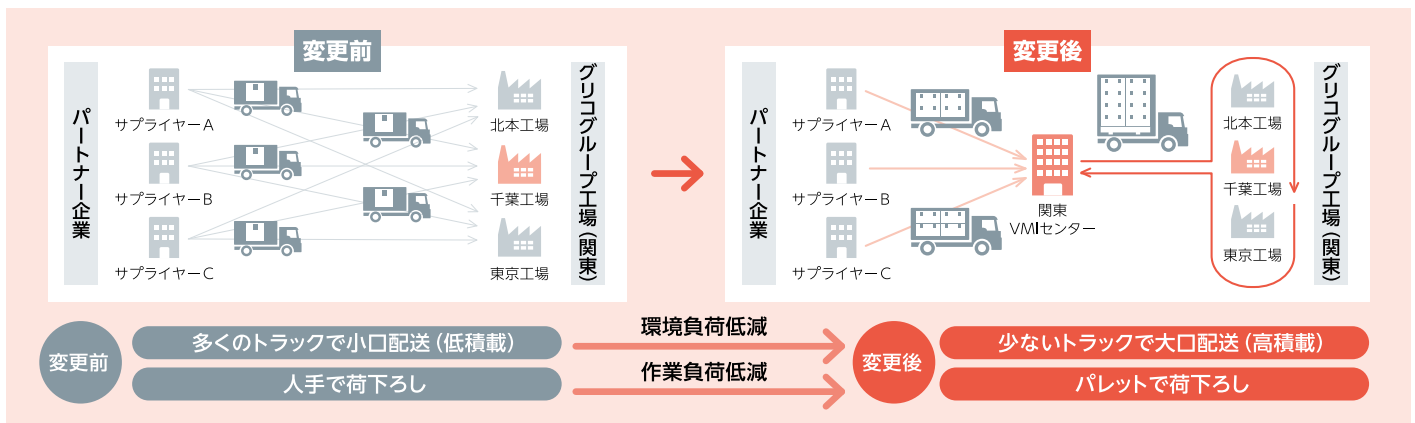 変更前
パートナー企業
サプライヤーA
サプライヤーB
サプライヤーC
北本工場
千葉工場
東京工場
グリコグループ工場（関東）
変更後
パートナー企業
サプライヤーA
サプライヤーB
サプライヤーC
関東
VMIセンター
北本工場
千葉工場
東京工場
グリコグループ工場（関東）
変更前
多くのトラックで小口配送（低積載）
人手で荷下ろし
環境負荷低減
作業負荷低減
変更後
少ないトラックで大口配送（高積載）
パレットで荷下ろし